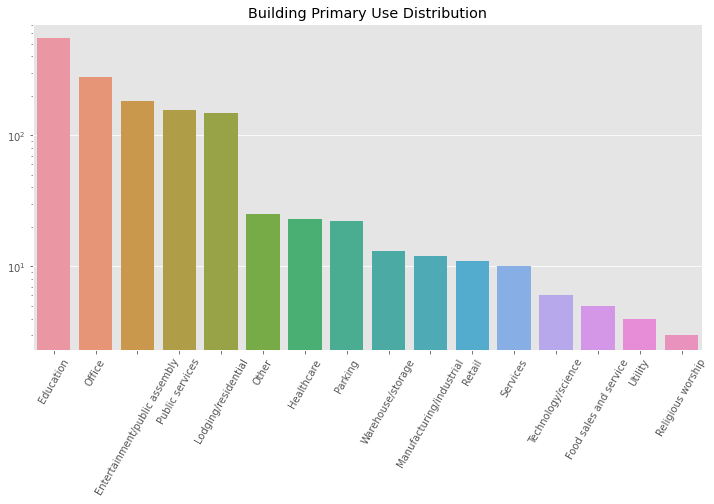 Building Primary Use Distribution
10²
10¹
Education
Office
Entertainment/public assembly
Public services
Lodging/residential
Other
Healthcare
Parking
Warehouse/storage
Manufacturing/industrial
Retail
Services
Technology/science
Food sales and service
Utility
Religious worship